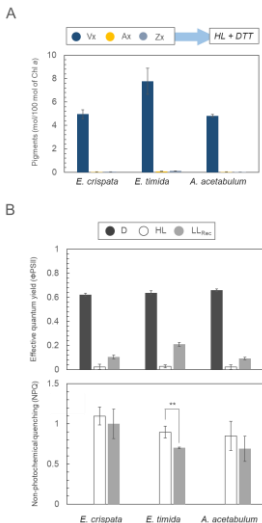 A
Vx Ax Zx HL + DTT
Pigments (mol/100 mol of Chl a)
10
8
6
4
2
0
E. crispata E. timida A. acetabulum
B
D HL LLRec
Effective quantum yield (ΦPSII)
1
0.8
0.6
0.4
0.2
0
Non-photochemical quenching (NPQ)
1.5
1
0.5
0
**
E. crispata E. timida A. acetabulum